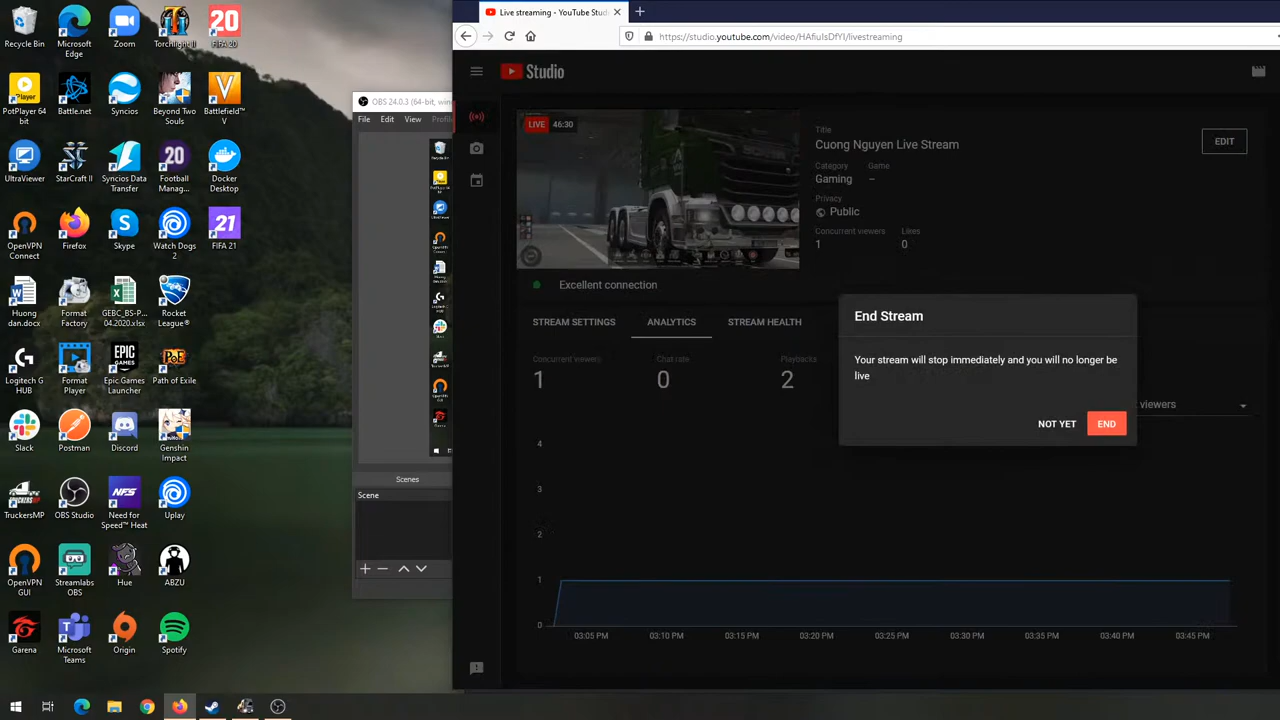 Recycle Bin
Microsoft Edge
Zoom
Torchlight II
FIFA 20
PotPlayer 64 bit
Battle.net
Syncios
Beyond Two Souls
Battlefield™ V
UltraViewer
StarCraft II
Syncios Data Transfer
Football Manag...
Docker Desktop
OpenVPN Connect
Firefox
Skype
Watch Dogs 2
FIFA 21
Huong dan.docx
Format Factory
GEBC_BS-P... 04.2020.xlsx
Rocket League®
Logitech G HUB
Format Player
Epic Games Launcher
Path of Exile
Slack
Postman
Discord
Genshin Impact
TruckersMP
OBS Studio
Need for Speed™ Heat
Uplay
OpenVPN GUI
Streamlabs OBS
Hue
ABZU
Garena
Microsoft Teams
Origin
Spotify
OBS 24.0.3 (64-bit, win
File Edit View Profil
Scenes
Scene
Live streaming - YouTube Stud
https://studio.youtube.com/video/HAfiuIsDfYI/livestreaming
Studio
LIVE 46:30
Title
Cuong Nguyen Live Stream
EDIT
Category Game
Gaming –
Privacy
Public
Concurrent viewers Likes
1 0
Excellent connection
STREAM SETTINGS ANALYTICS STREAM HEALTH
Concurrent viewers Chat rate Playbacks
1 0 2
viewers
End Stream
Your stream will stop immediately and you will no longer be
live
NOT YET END
4
3
2
1
0
03:05 PM 03:10 PM 03:15 PM 03:20 PM 03:25 PM 03:30 PM 03:35 PM 03:40 PM 03:45 PM